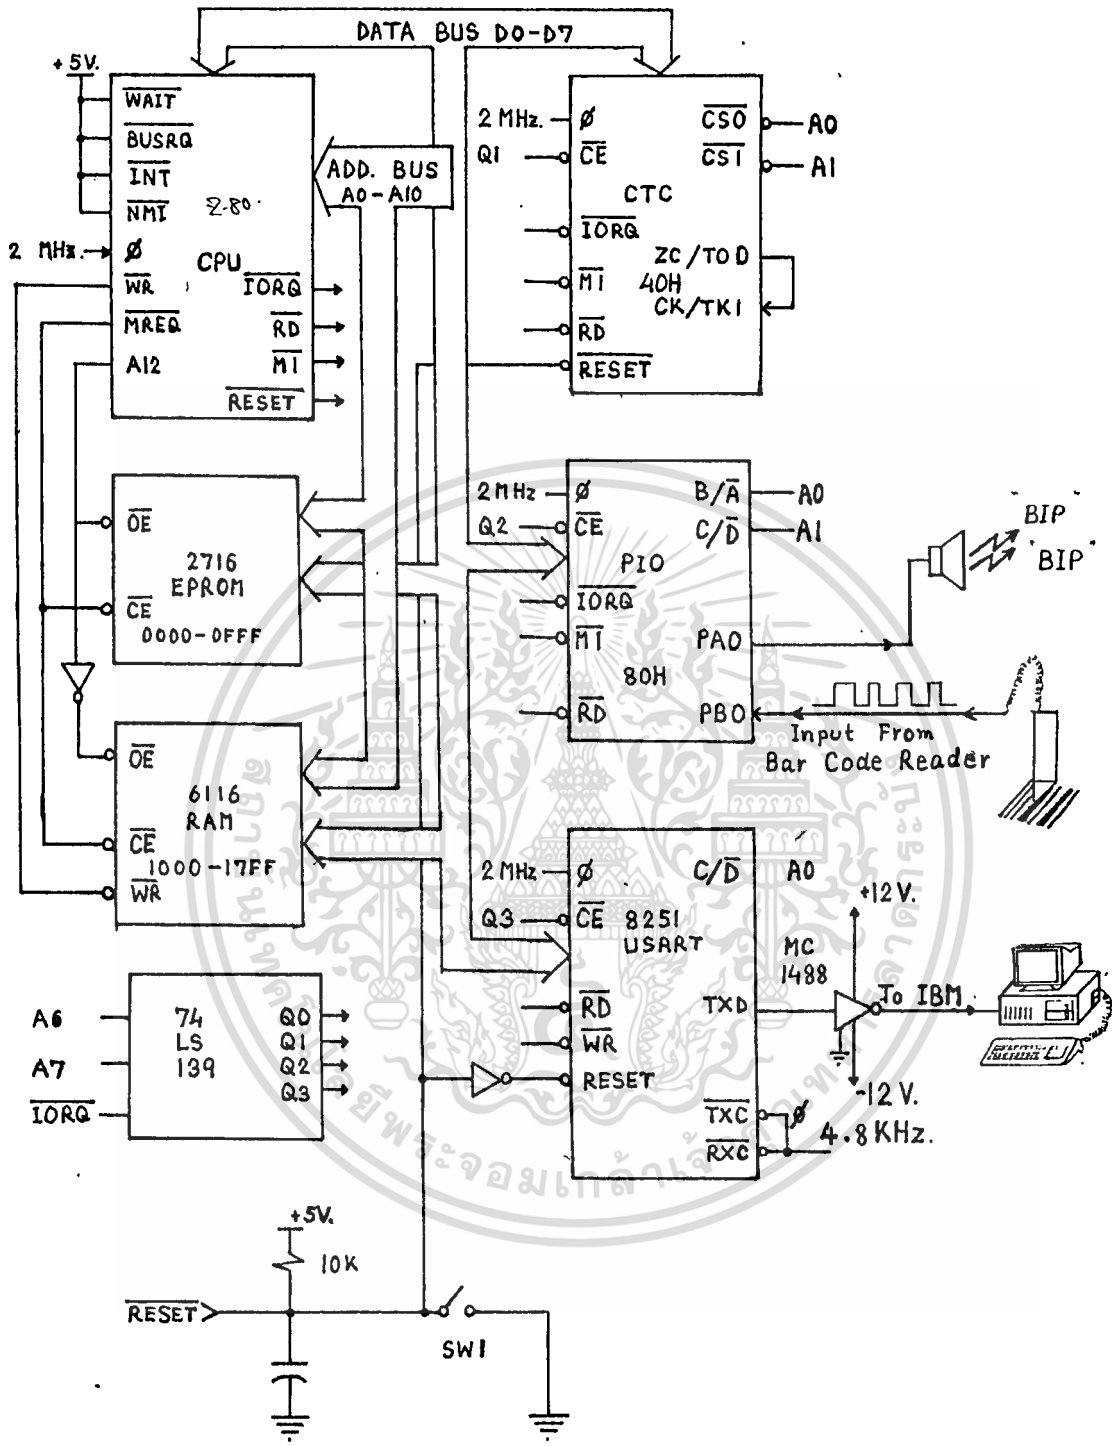 DATA BUS D0-D7
+5V.
WAIT
BUSRQ
INT
NMI
Z-80
2 MHz.
Ø
CPU
WR
MREQ
A12
IORQ
RD
M1
RESET
ADD. BUS
A0-A10
2 MHz.
Ø
Q1
CE
CTC
IORQ
M1
RD
RESET
CS0
A0
CS1
A1
ZC/TO0
40H
CK/TK1
OE
2716
EPROM
CE
0000-0FFF
OE
6116
RAM
CE
1000-17FF
WR
2MHz
Ø
Q2
CE
PIO
IORQ
M1
80H
RD
B/A
A0
C/D
A1
PA0
PB0
"BIP"
"BIP"
Input From
Bar Code Reader
2MHz
Ø
Q3
CE
8251
USART
C/D
A0
RD
WR
RESET
TXD
TXC
Ø
RXC
4.8KHz.
MC
1488
+12V.
-12V.
To IBM
A6
A7
IORQ
74
LS
139
Q0
Q1
Q2
Q3
+5V.
10K
RESET
SW1